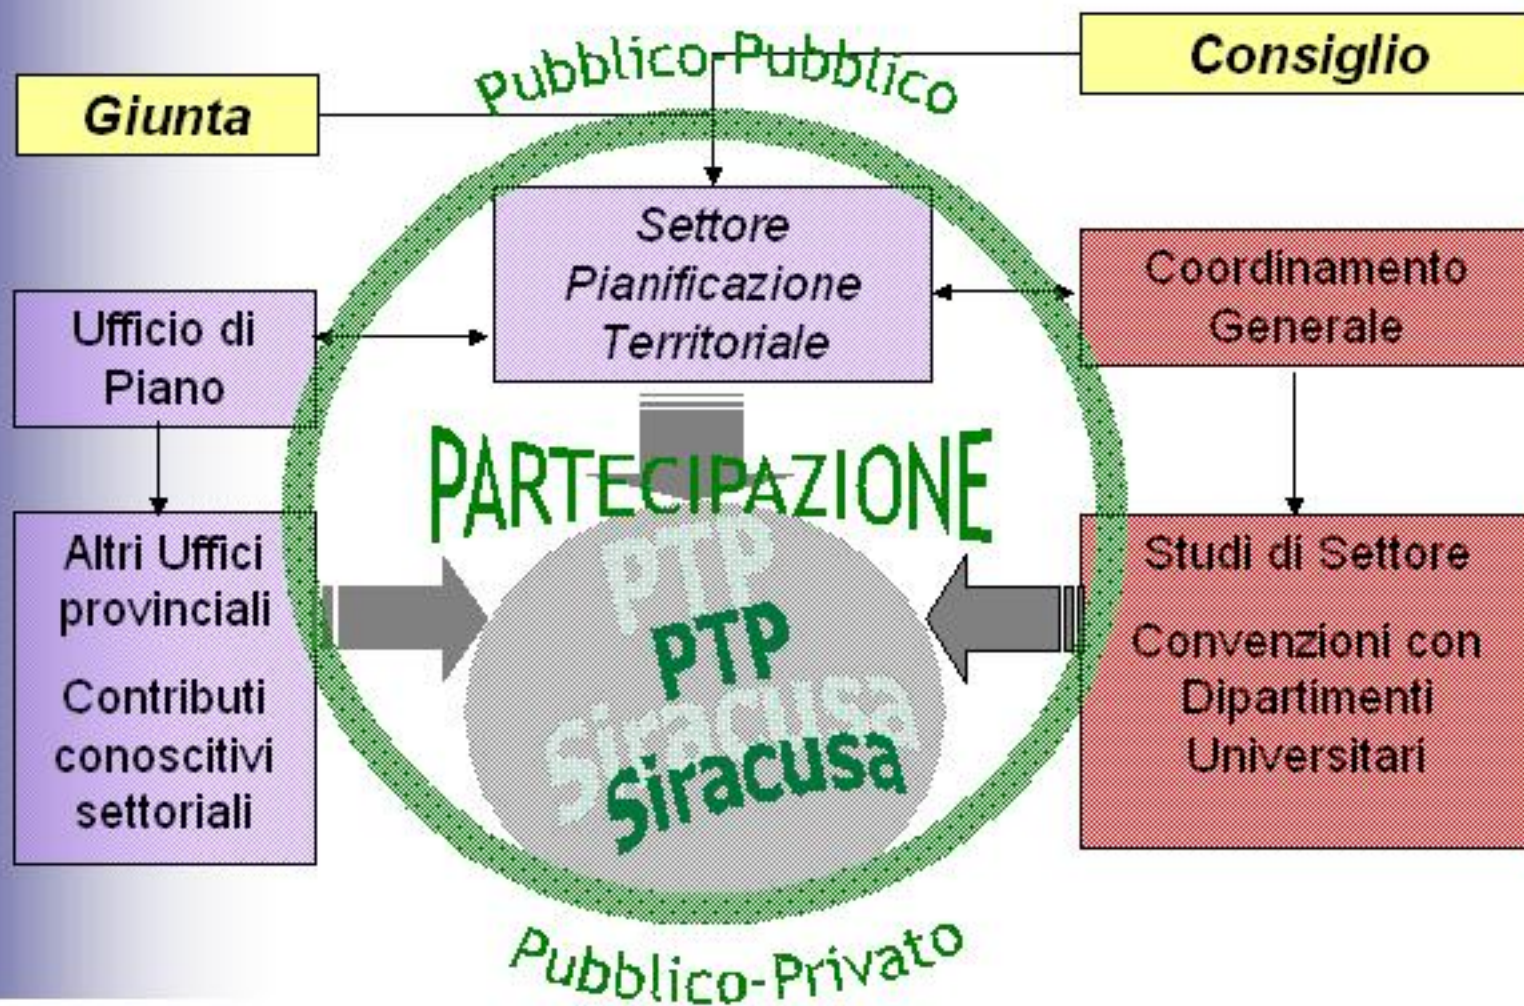 Pubblico-Pubblico
Consiglio
Giunta
Settore
Pianificazione
Territoriale
Coordinamento
Generale
Ufficio di
Piano
PARTECIPAZIONE
Altri Uffici
provinciali
Contributi
conoscitivi
settoriali
PTP
Siracusa
Studi di Settore
Convenzioni con
Dipartimenti
Universitari
Pubblico-Privato